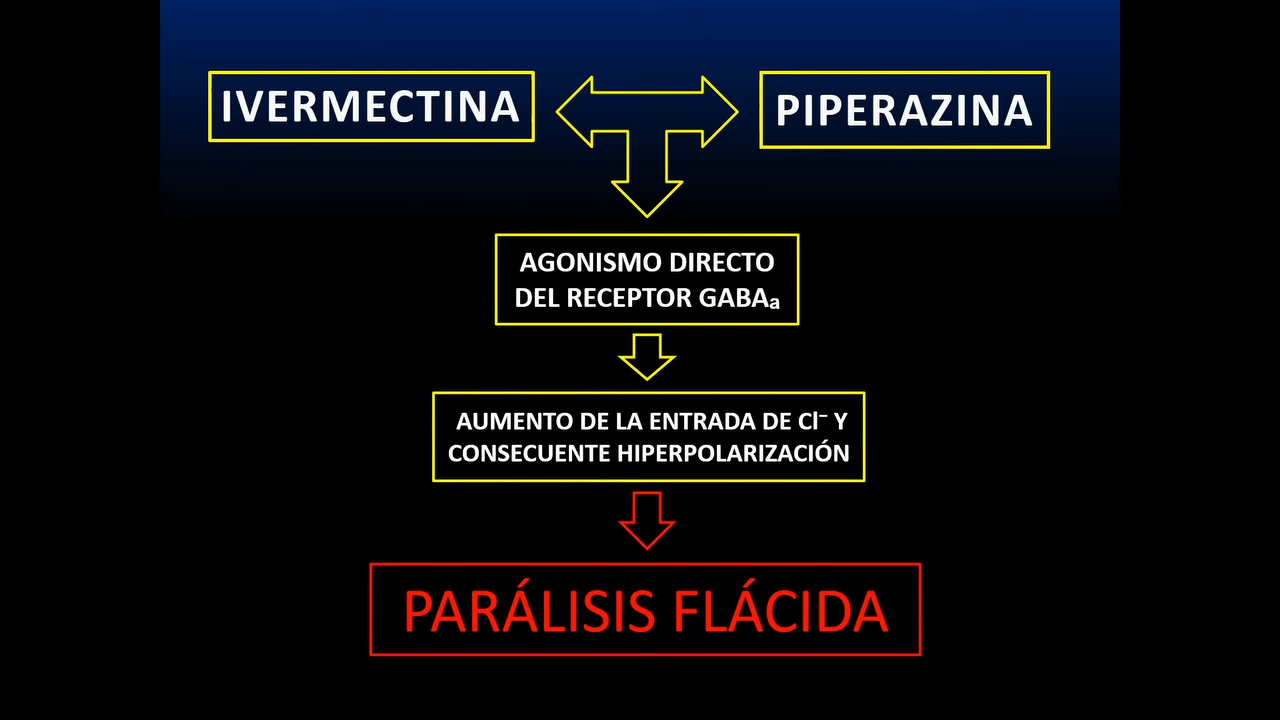 IVERMECTINA
PIPERAZINA
AGONISMO DIRECTO
DEL RECEPTOR GABAₐ
AUMENTO DE LA ENTRADA DE Cl⁻ Y
CONSECUENTE HIPERPOLARIZACIÓN
PARÁLISIS FLÁCIDA